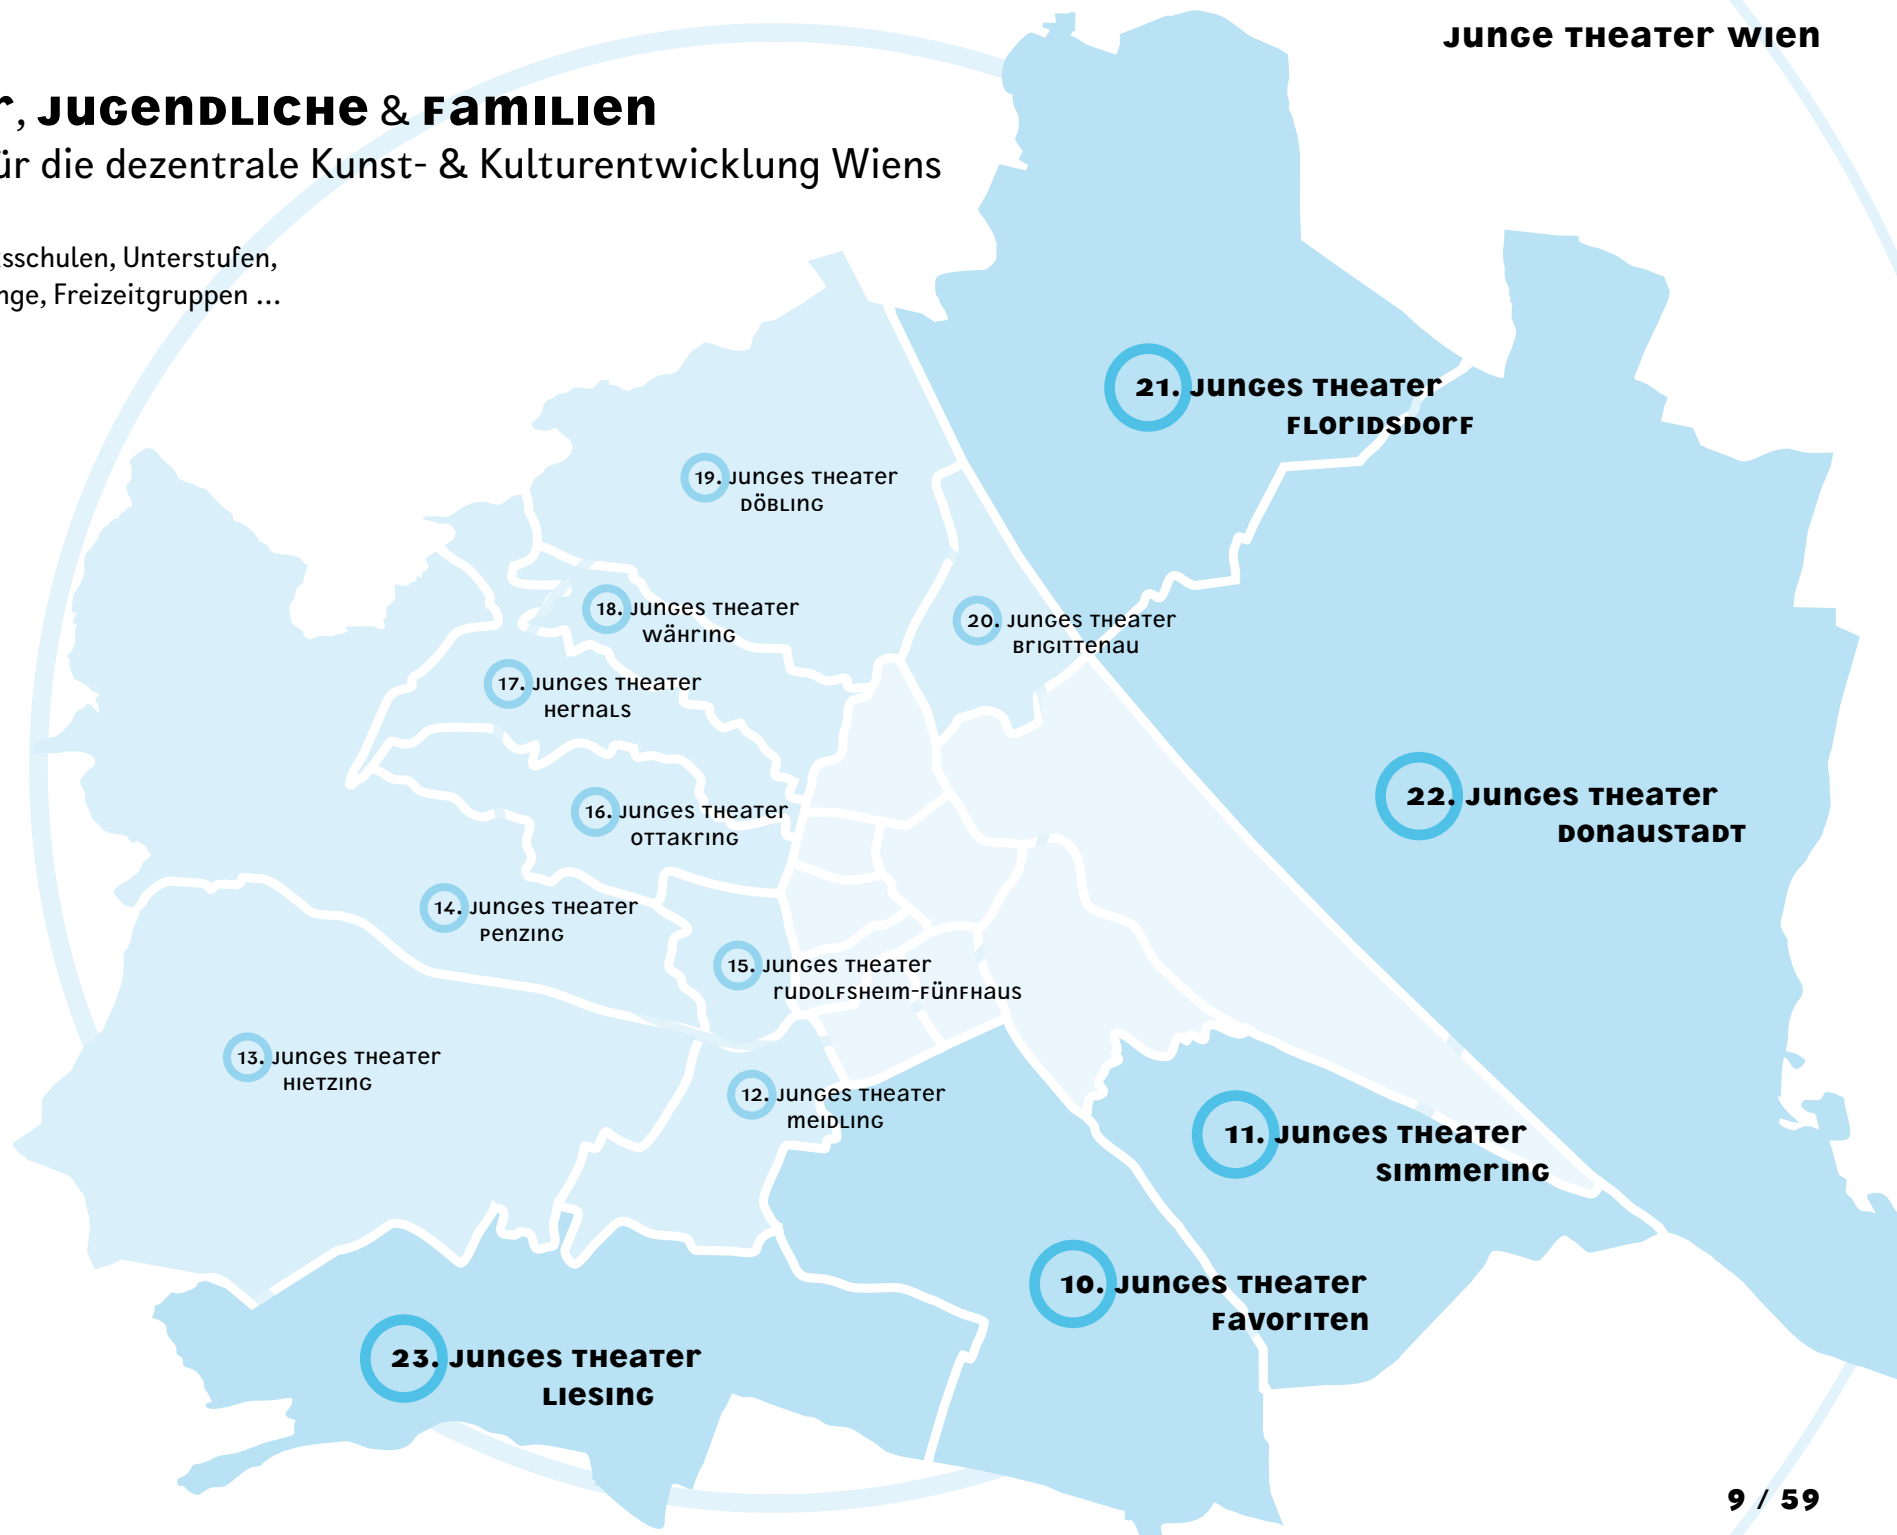 Junge Theater Wien
r, Jugendliche & Familien
ür die dezentrale Kunst- & Kulturentwicklung Wiens
sschulen, Unterstufen,
nge, Freizeitgruppen ...
21. Junges Theater
Floridsdorf
19. Junges Theater
Döbling
18. Junges Theater
Währing
20. Junges Theater
Brigittenau
17. Junges Theater
Hernals
16. Junges Theater
Ottakring
22. Junges Theater
Donaustadt
14. Junges Theater
Penzing
15. Junges Theater
Rudolfsheim-Fünfhaus
13. Junges Theater
Hietzing
12. Junges Theater
Meidling
11. Junges Theater
Simmering
10. Junges Theater
Favoriten
23. Junges Theater
Liesing
9 / 59